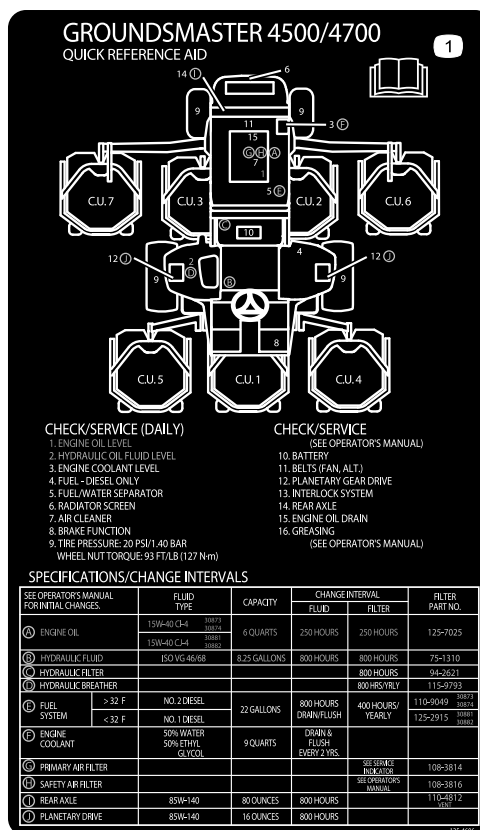 GROUNDSMASTER 4500/4700
QUICK REFERENCE AID
1
14 I
6
9
9
11
15
3 F
G H A
7
1
5 E
C.U. 7
C.U. 3
C.U. 2
C.U. 6
C
10
12 J
2
D
B
4
12 J
9
9
8
C.U. 5
C.U. 1
C.U. 4
CHECK/SERVICE (DAILY)
1. ENGINE OIL LEVEL
2. HYDRAULIC OIL FLUID LEVEL
3. ENGINE COOLANT LEVEL
4. FUEL - DIESEL ONLY
5. FUEL/WATER SEPARATOR
6. RADIATOR SCREEN
7. AIR CLEANER
8. BRAKE FUNCTION
9. TIRE PRESSURE: 20 PSI/1.40 BAR
WHEEL NUT TORQUE: 93 FT/LB (127 N·m)
CHECK/SERVICE
(SEE OPERATOR'S MANUAL)
10. BATTERY
11. BELTS (FAN, ALT.)
12. PLANETARY GEAR DRIVE
13. INTERLOCK SYSTEM
14. REAR AXLE
15. ENGINE OIL DRAIN
16. GREASING
(SEE OPERATOR'S MANUAL)
SPECIFICATIONS/CHANGE INTERVALS
SEE OPERATOR'S MANUAL FOR INITIAL CHANGES. FLUID TYPE CAPACITY CHANGE INTERVAL FLUID FILTER FILTER PART NO.
A ENGINE OIL 15W-40 CI-4 30873 30874 15W-40 CJ-4 30881 30882 6 QUARTS 250 HOURS 250 HOURS 125-7025
B HYDRAULIC FLUID ISO VG 46/68 8.25 GALLONS 800 HOURS 800 HOURS 75-1310
C HYDRAULIC FILTER 800 HOURS 94-2621
D HYDRAULIC BREATHER 800 HRS/YRLY 115-9793
E FUEL SYSTEM > 32 F NO. 2 DIESEL < 32 F NO. 1 DIESEL 22 GALLONS 800 HOURS DRAIN/FLUSH 400 HOURS/ YEARLY 110-9049 30873 30874 125-2915 30881 30882
F ENGINE COOLANT 50% WATER 50% ETHYL GLYCOL 9 QUARTS DRAIN & FLUSH EVERY 2 YRS.
G PRIMARY AIR FILTER SEE SERVICE INDICATOR 108-3814
H SAFETY AIR FILTER SEE OPERATOR'S MANUAL 108-3816
I REAR AXLE 85W-140 80 OUNCES 800 HOURS 110-4812 VENT
J PLANETARY DRIVE 85W-140 16 OUNCES 800 HOURS